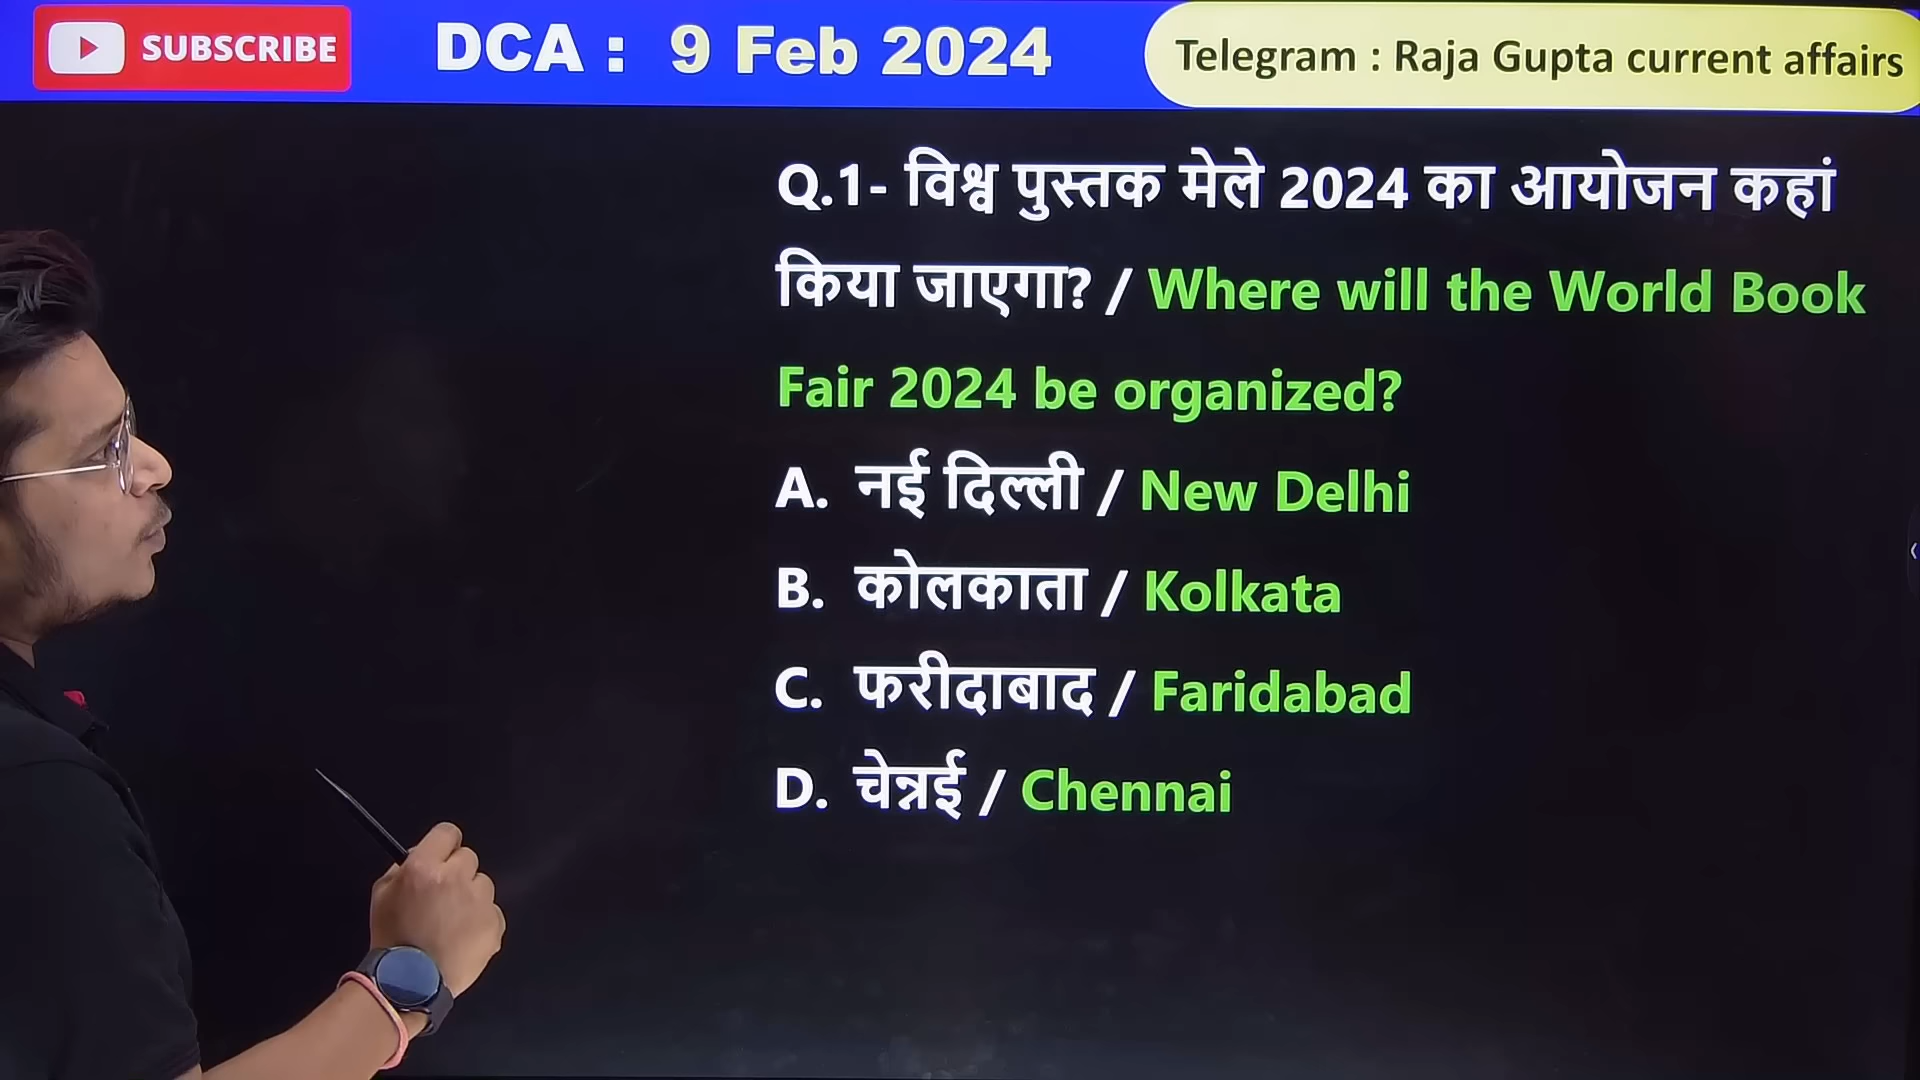 SUBSCRIBE
DCA : 9 Feb 2024
Telegram : Raja Gupta current affairs
Q.1- विश्व पुस्तक मेले 2024 का आयोजन कहां
किया जाएगा? / Where will the World Book
Fair 2024 be organized?
A. नई दिल्ली / New Delhi
B. कोलकाता / Kolkata
C. फरीदाबाद / Faridabad
D. चेन्नई / Chennai